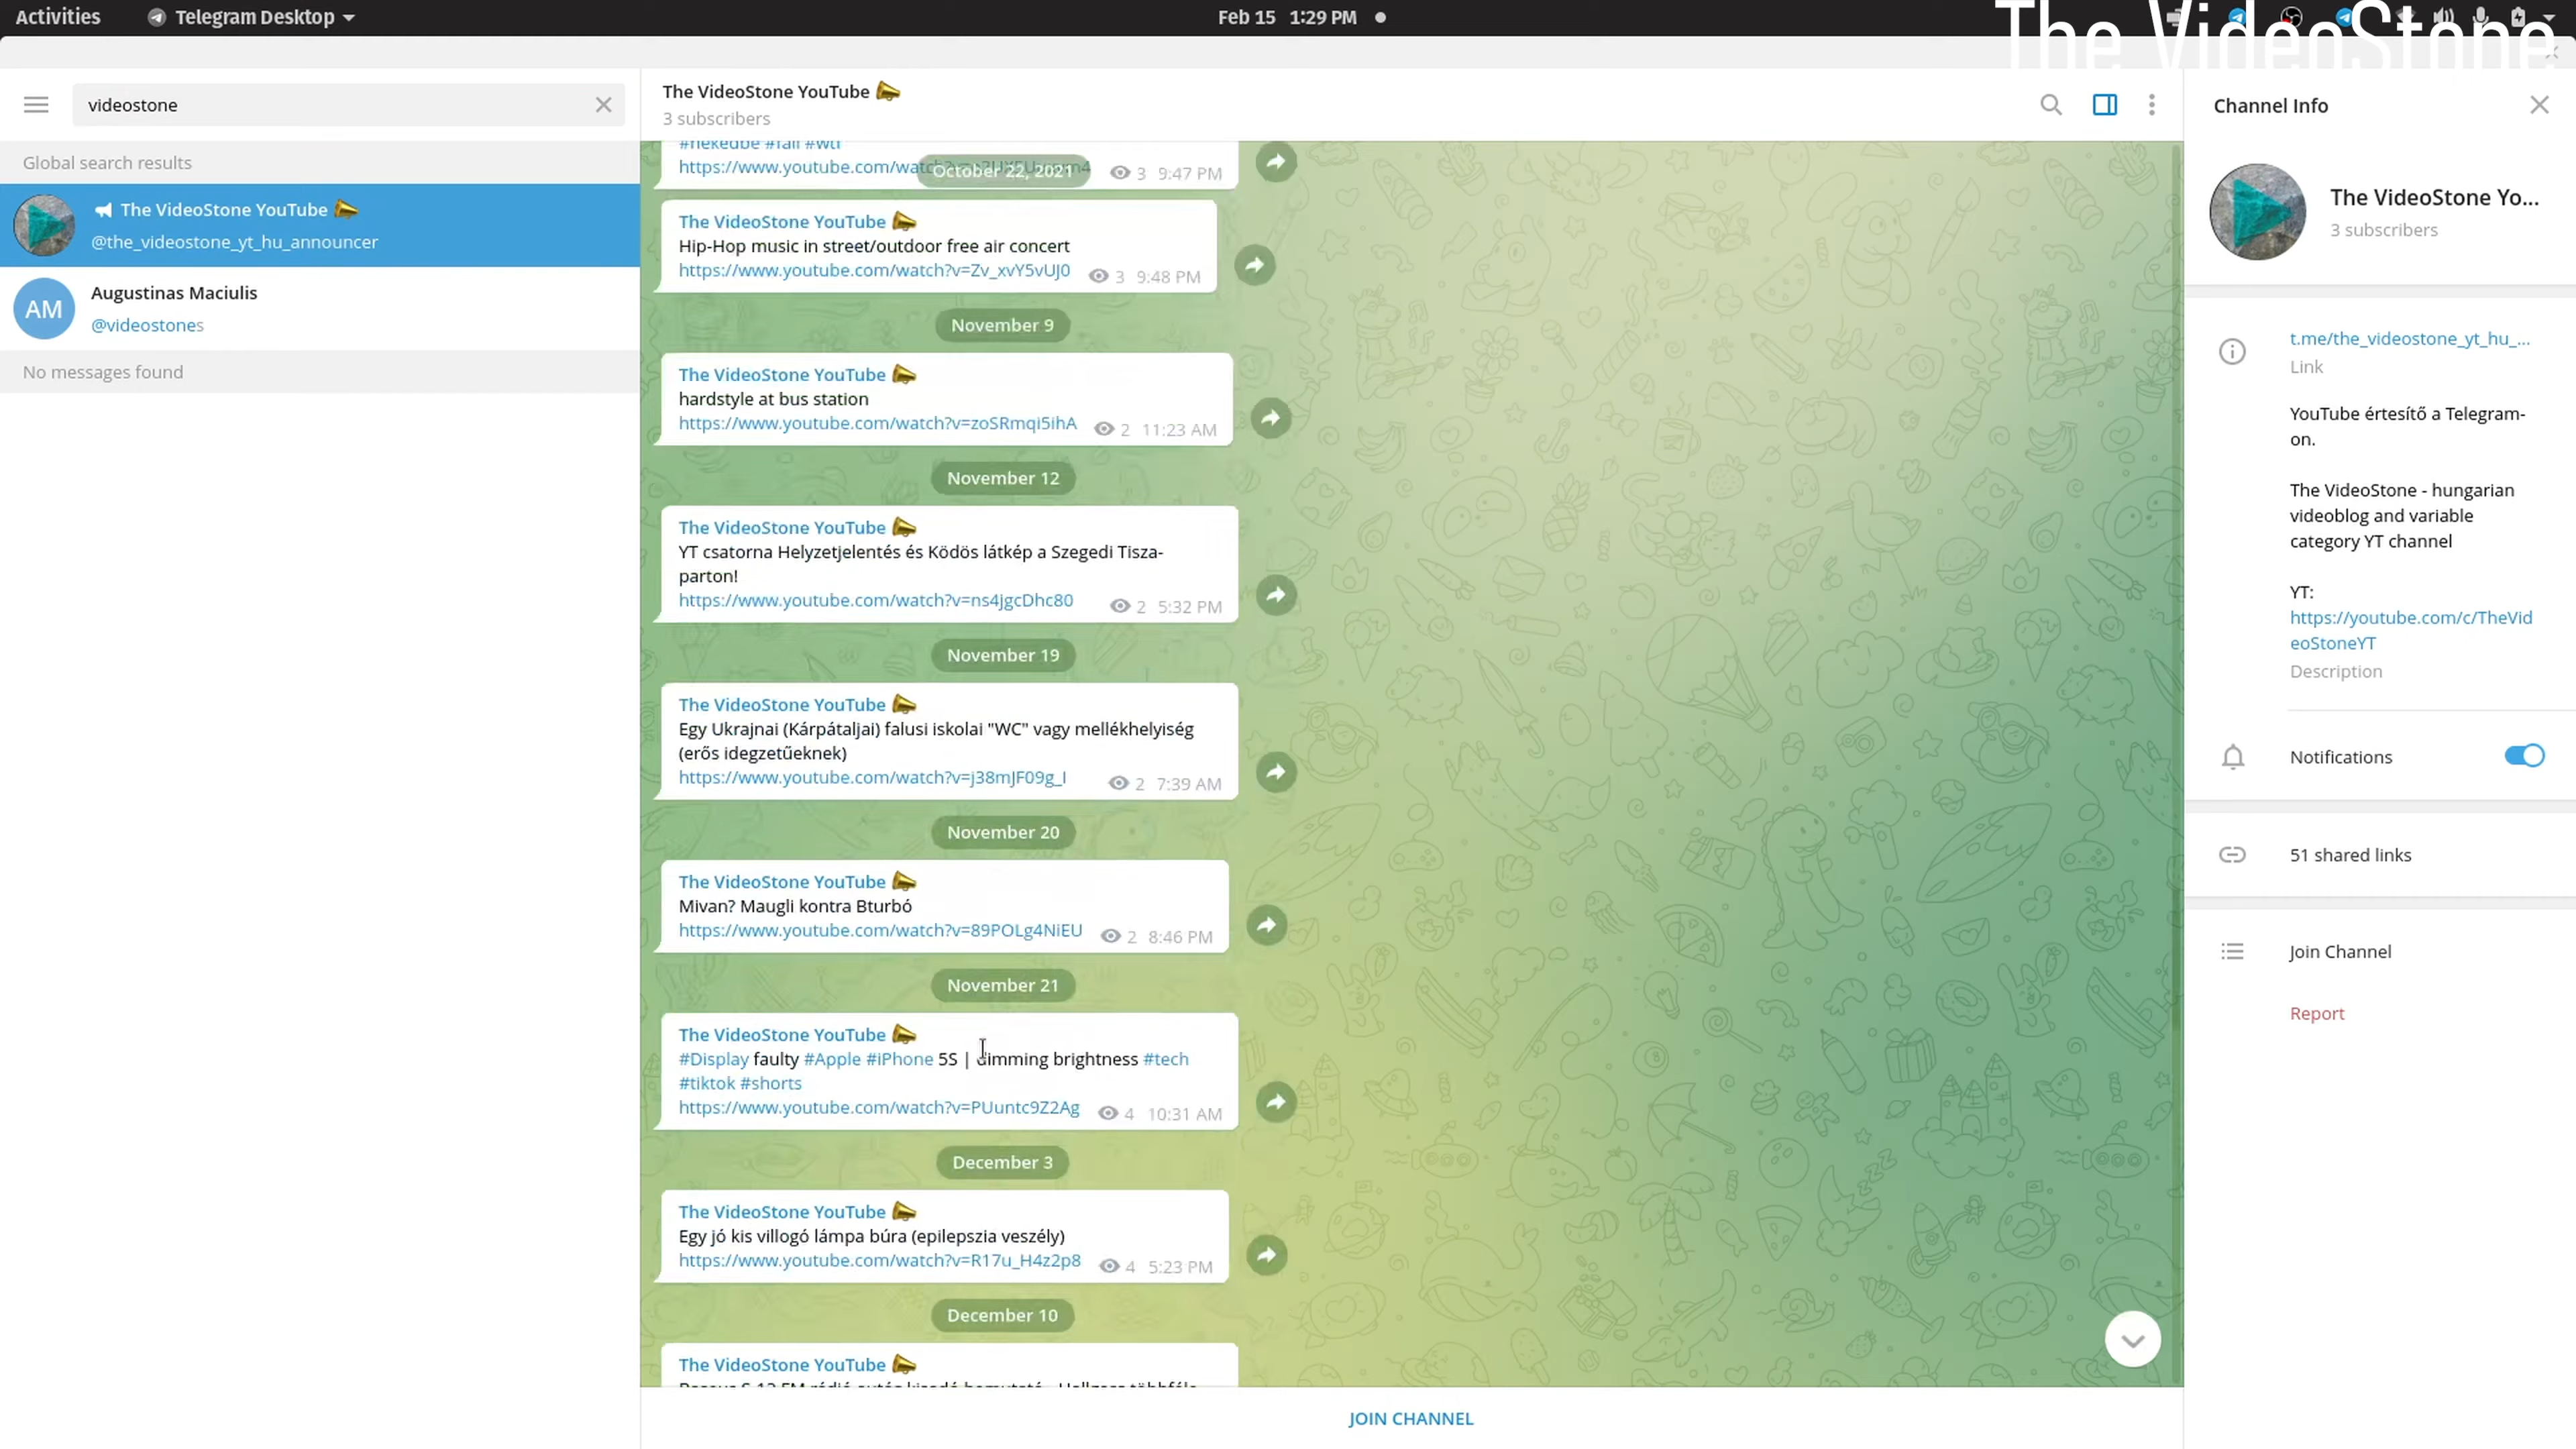 Activities Telegram Desktop Feb 15 1:29 PM
The VideoStone
videostone
Global search results
The VideoStone YouTube
@the_videostone_yt_hu_announcer
AM Augustinas Maciulis
@videostones
No messages found
The VideoStone YouTube
3 subscribers
#nekedbe #fail #wtf
https://youtube.com/watch? 3 9:47 PM
October 22, 2021
The VideoStone YouTube
Hip-Hop music in street/outdoor free air concert
https://www.youtube.com/watch?v=Zv_xvY5vUJ0 3 9:48 PM
November 9
The VideoStone YouTube
hardstyle at bus station
https://www.youtube.com/watch?v=zoSRmqi5ihA 2 11:23 AM
November 12
The VideoStone YouTube
YT csatorna Helyzetjelentés és Ködös látkép a Szegedi Tisza-
parton!
https://www.youtube.com/watch?v=ns4jgcDhc80 2 5:32 PM
November 19
The VideoStone YouTube
Egy Ukrajnai (Kárpátaljai) falusi iskolai "WC" vagy mellékhelyiség
(erős idegzetűeknek)
https://www.youtube.com/watch?v=j38mJF09g_I 2 7:39 AM
November 20
The VideoStone YouTube
Mivan? Maugli kontra Bturbó
https://www.youtube.com/watch?v=89POLg4NiEU 2 8:46 PM
November 21
The VideoStone YouTube
#Display faulty #Apple #iPhone 5S | dimming brightness #tech
#tiktok #shorts
https://www.youtube.com/watch?v=PUuntc9Z2Ag 4 10:31 AM
December 3
The VideoStone YouTube
Egy jó kis villogó lámpa búra (epilepszia veszély)
https://www.youtube.com/watch?v=R17u_H4z2p8 4 5:23 PM
December 10
The VideoStone YouTube
JOIN CHANNEL
Channel Info
The VideoStone Yo...
3 subscribers
t.me/the_videostone_yt_hu_...
Link
YouTube értesítő a Telegram-
on.
The VideoStone - hungarian
videoblog and variable
category YT channel
YT:
https://youtube.com/c/TheVid
eoStoneYT
Description
Notifications
51 shared links
Join Channel
Report